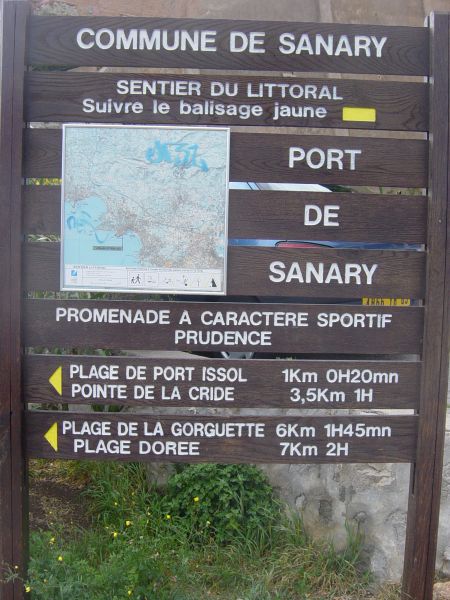 COMMUNE DE SANARY
SENTIER DU LITTORAL
Suivre le balisage jaune
PORT
DE
SANARY
PROMENADE A CARACTERE SPORTIF
PRUDENCE
PLAGE DE PORT ISSOL 1Km 0H20mn
POINTE DE LA CRIDE 3,5Km 1H
PLAGE DE LA GORGUETTE 6Km 1H45mn
PLAGE DOREE 7Km 2H